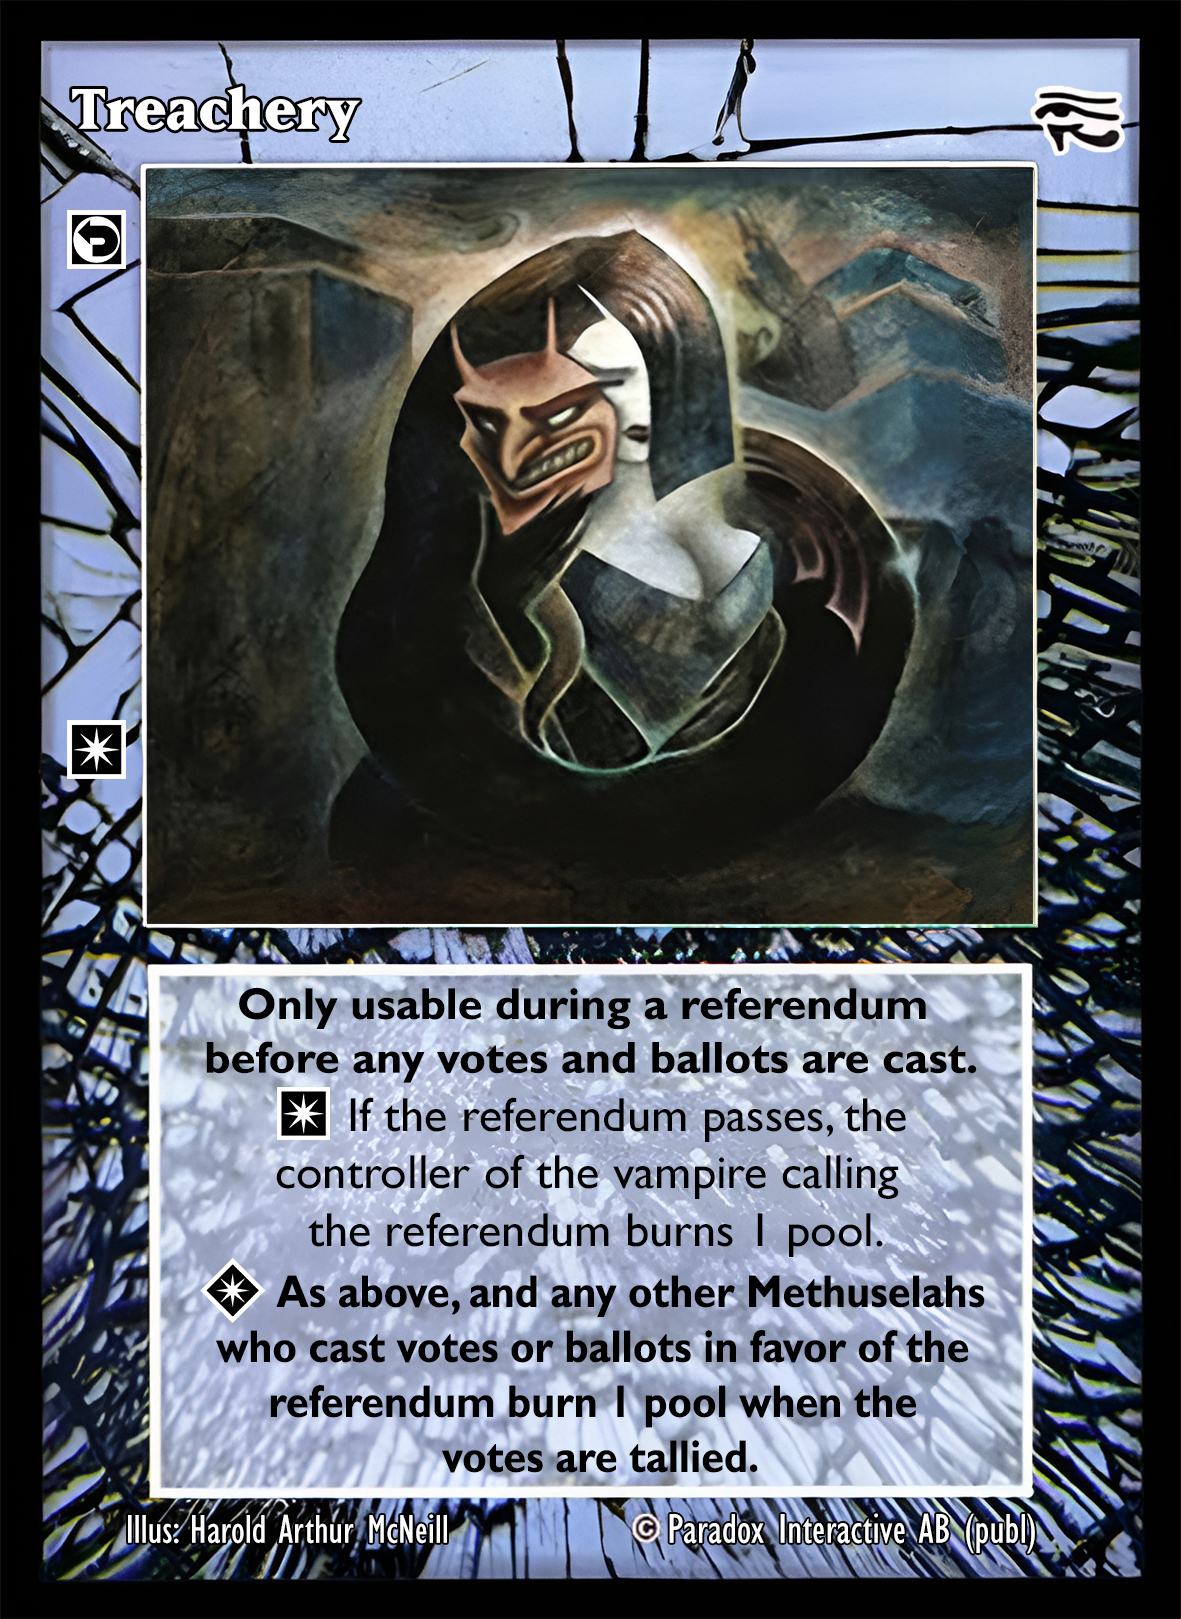 Treachery
Only usable during a referendum
before any votes and ballots are cast.
If the referendum passes, the
controller of the vampire calling
the referendum burns 1 pool.
As above, and any other Methuselahs
who cast votes or ballots in favor of the
referendum burn 1 pool when the
votes are tallied.
Illus: Harold Arthur McNeill
© Paradox Interactive AB (publ)